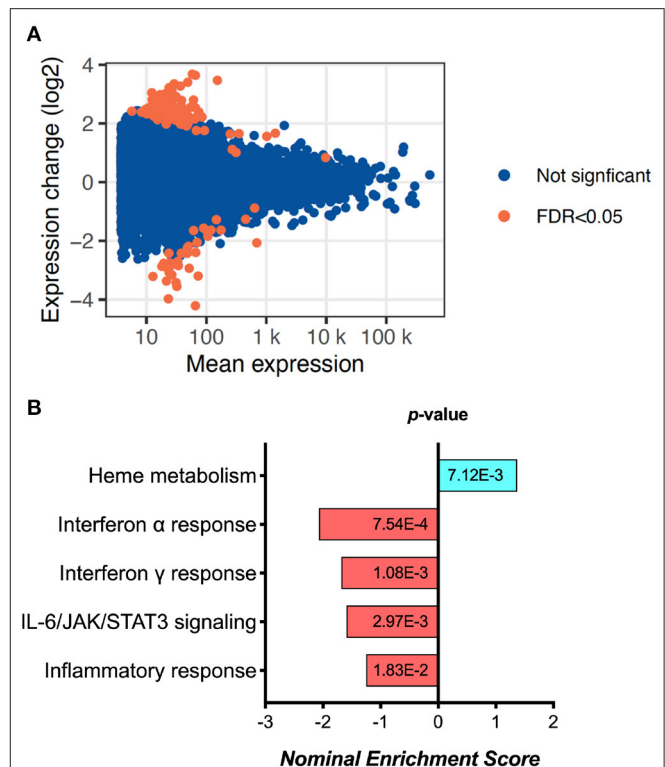 A
Expression change (log2)
4
2
0
−2
−4
10 100 1 k 10 k 100 k
Mean expression
Not signficant
FDR<0.05
B
p-value
Heme metabolism 7.12E-3
Interferon α response 7.54E-4
Interferon γ response 1.08E-3
IL-6/JAK/STAT3 signaling 2.97E-3
Inflammatory response 1.83E-2
-3 -2 -1 0 1 2
Nominal Enrichment Score